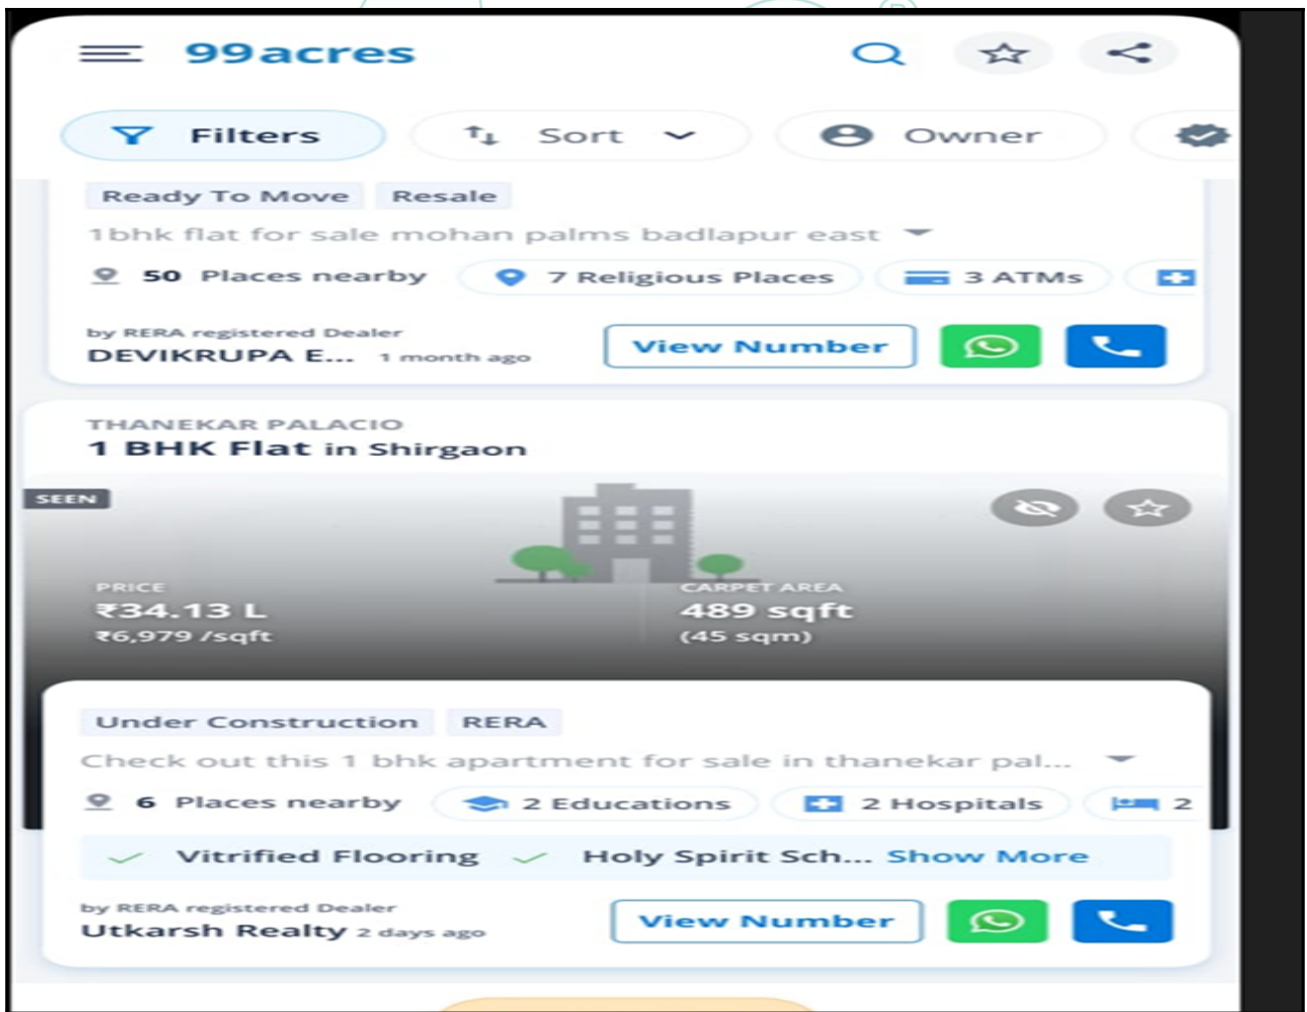 99acres
Filters Sort Owner
Ready To Move Resale
1bhk flat for sale mohan palms badlapur east
50 Places nearby 7 Religious Places 3 ATMs
by RERA registered Dealer
DEVIKRUPA E... 1 month ago View Number
THANEKAR PALACIO
1 BHK Flat in Shirgaon
SEEN
PRICE CARPET AREA
₹34.13 L 489 sqft
₹6,979 /sqft (45 sqm)
Under Construction RERA
Check out this 1 bhk apartment for sale in thanekar pal...
6 Places nearby 2 Educations 2 Hospitals 2
Vitrified Flooring Holy Spirit Sch... Show More
by RERA registered Dealer
Utkarsh Realty 2 days ago View Number